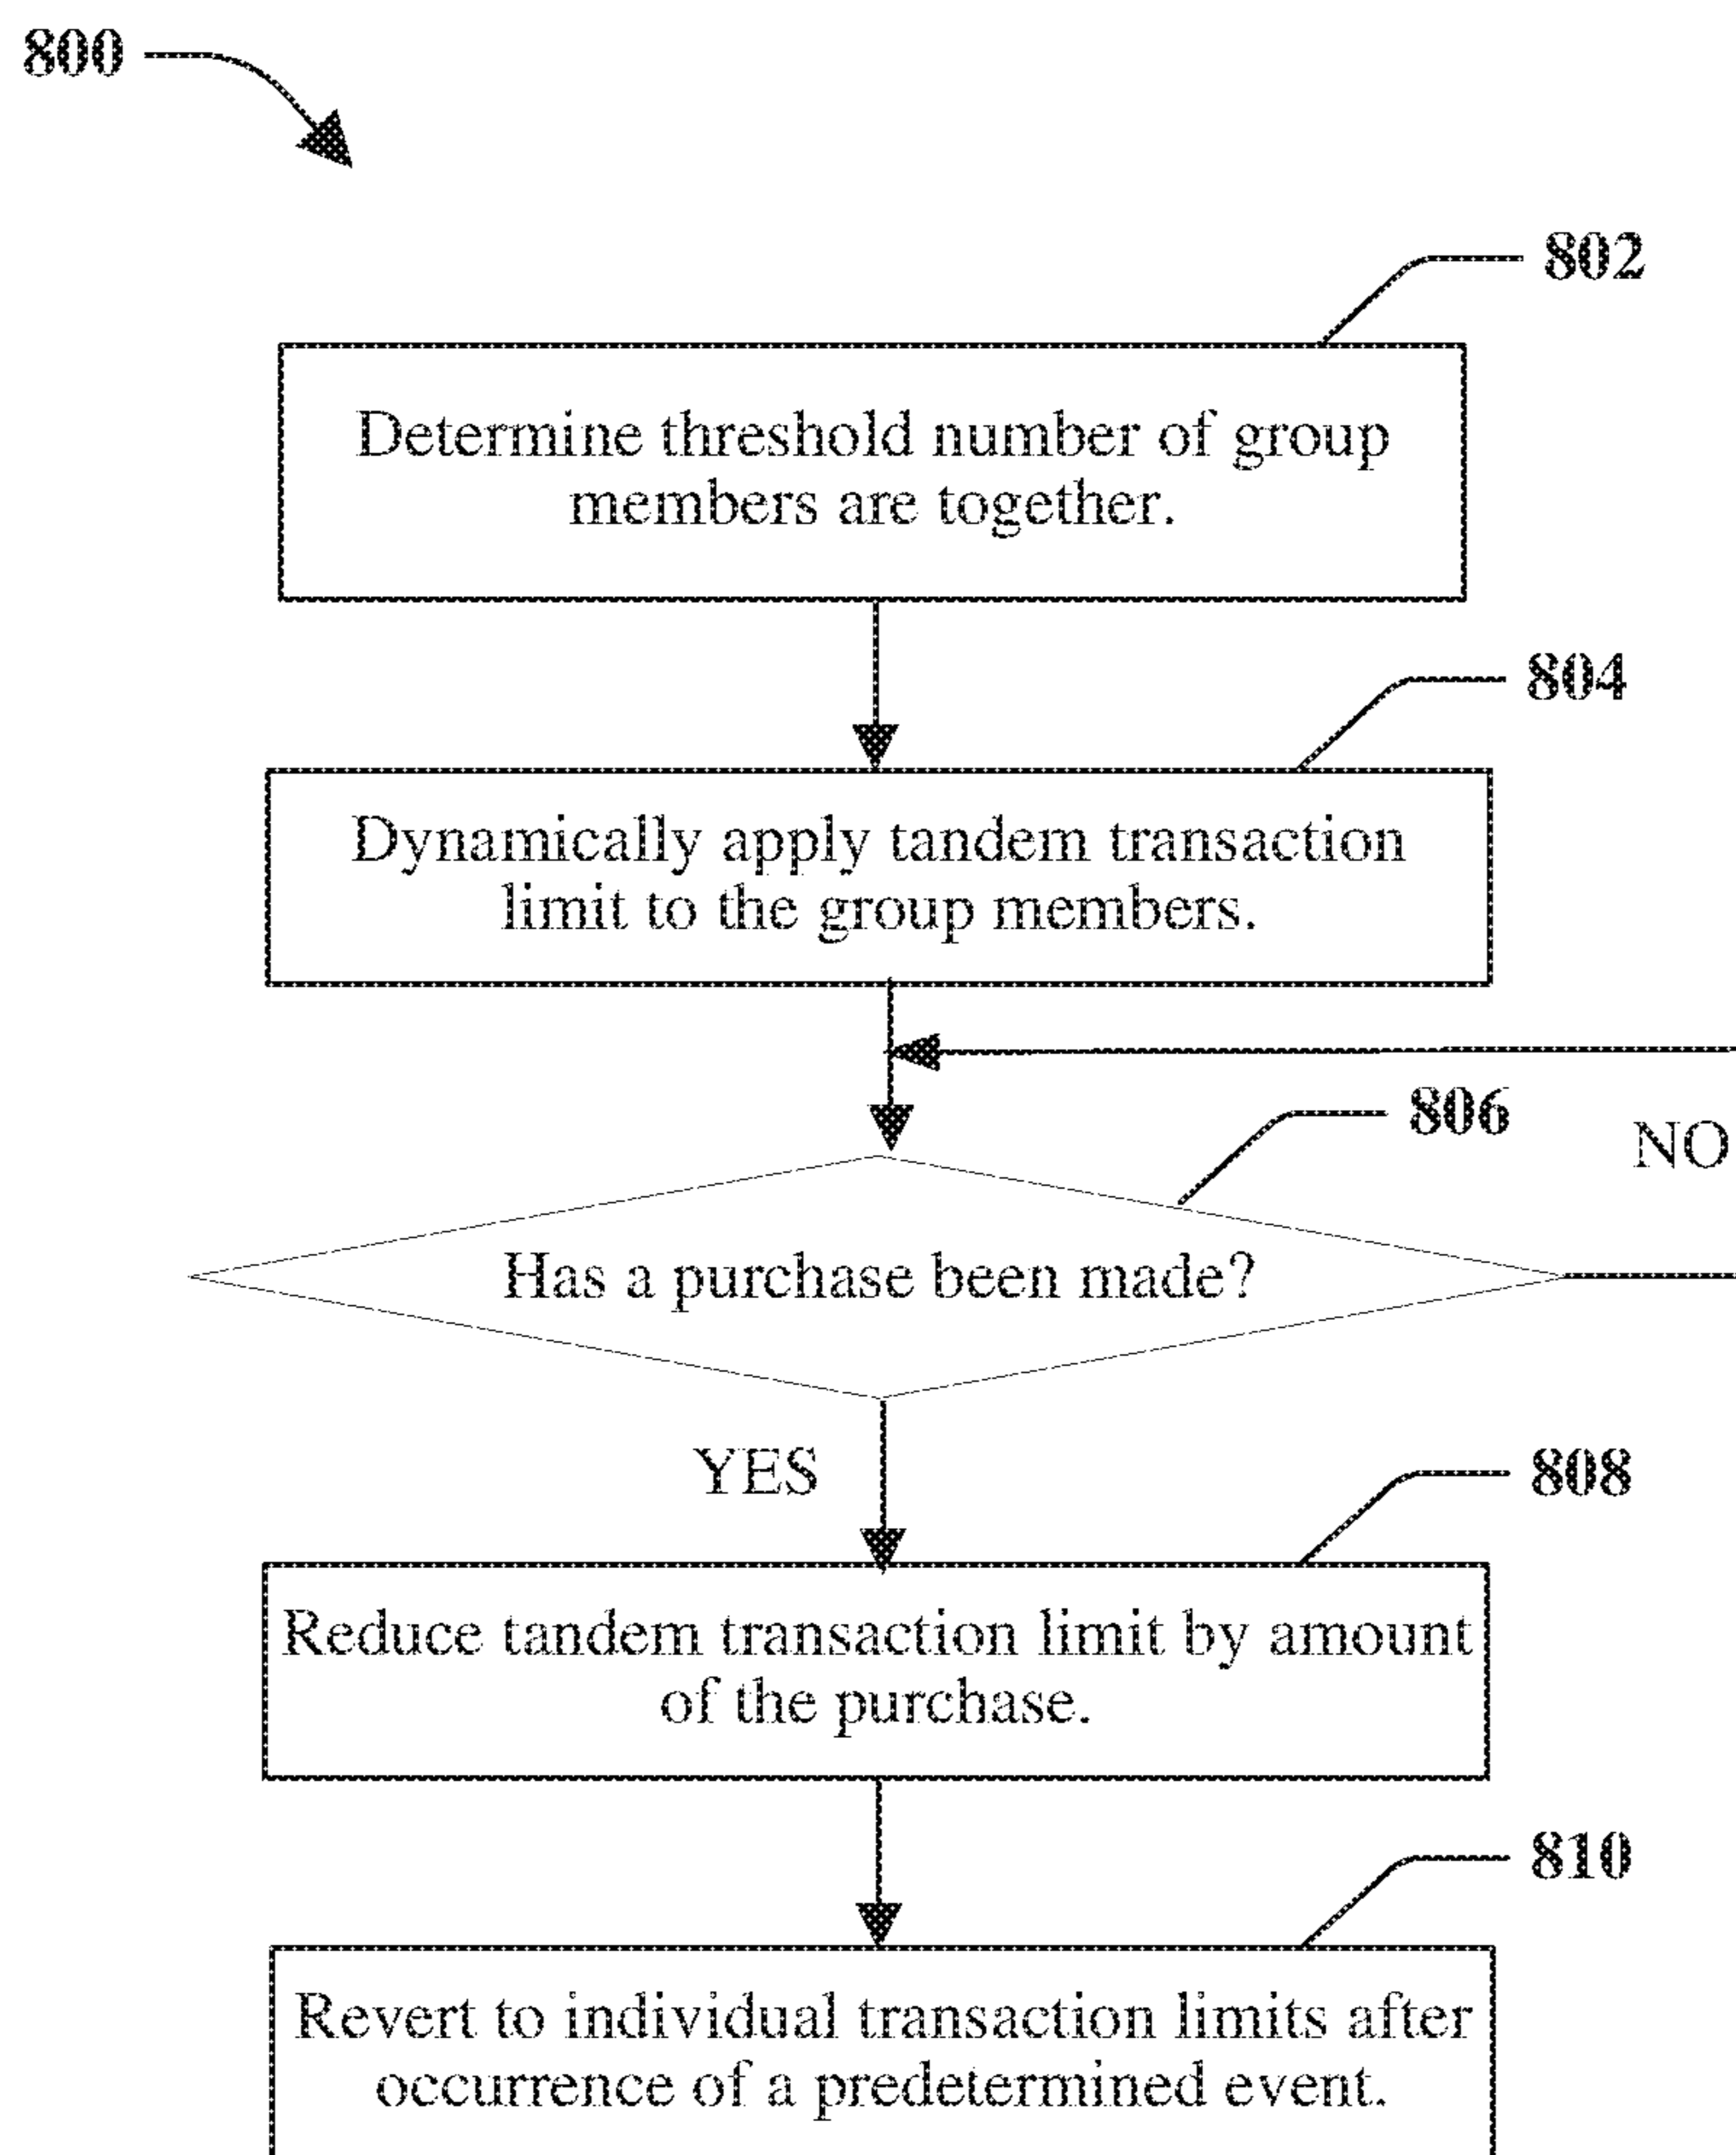 800
802
Determine threshold number of group
members are together.
804
Dynamically apply tandem transaction
limit to the group members.
806
NO
Has a purchase been made?
YES
808
Reduce tandem transaction limit by amount
of the purchase.
810
Revert to individual transaction limits after
occurrence of a predetermined event.